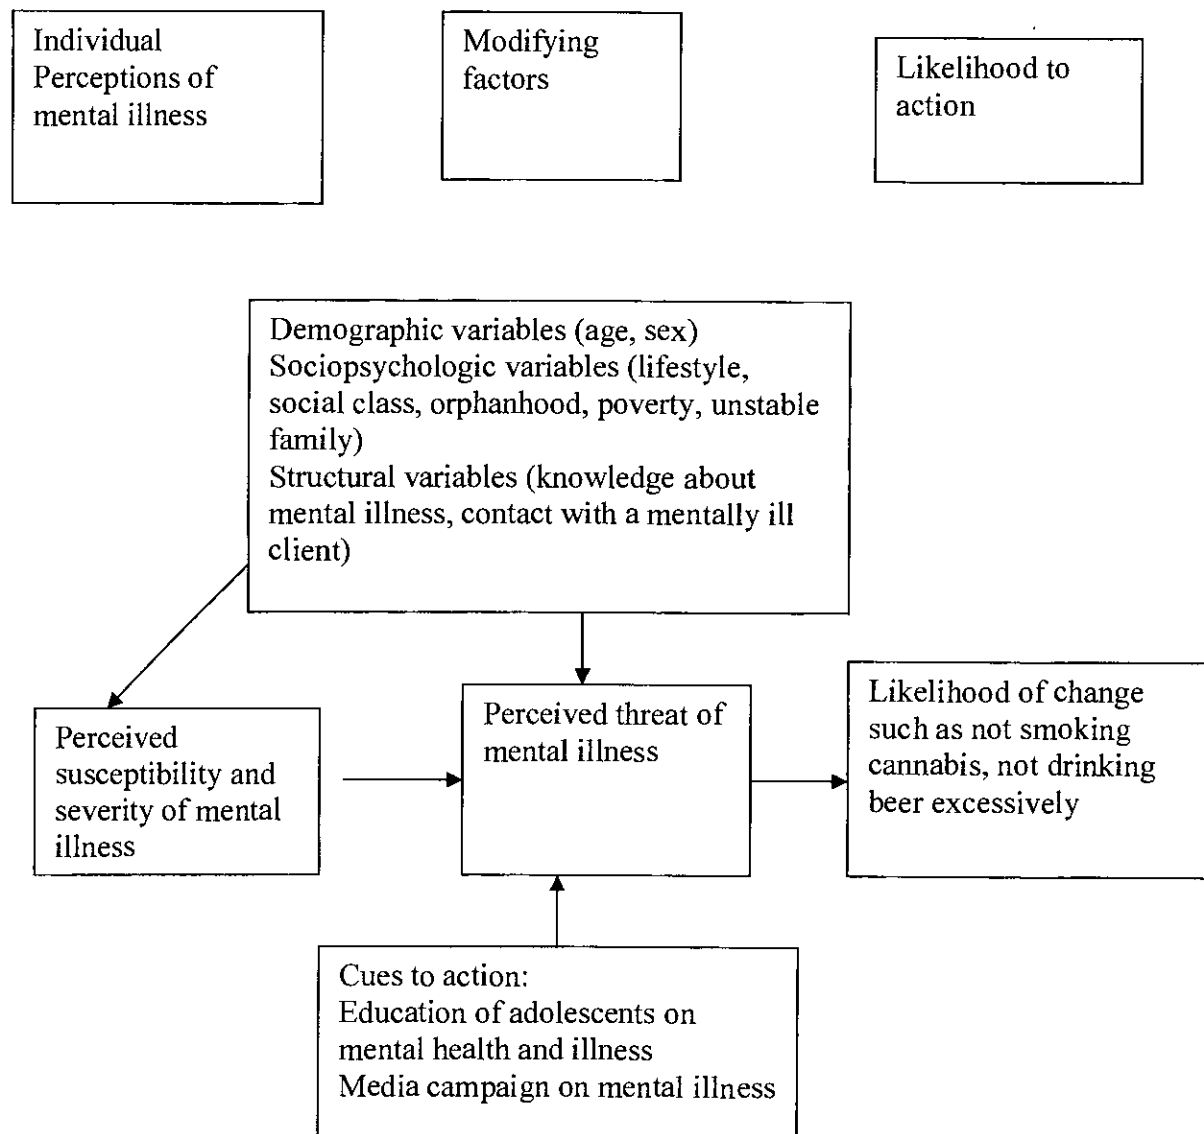 Individual
Perceptions of
mental illness
Modifying
factors
Likelihood to
action
Demographic variables (age, sex)
Sociopsychologic variables (lifestyle,
social class, orphanhood, poverty, unstable
family)
Structural variables (knowledge about
mental illness, contact with a mentally ill
client)
Perceived
susceptibility and
severity of mental
illness
Perceived threat of
mental illness
Likelihood of change
such as not smoking
cannabis, not drinking
beer excessively
Cues to action:
Education of adolescents on
mental health and illness
Media campaign on mental illness